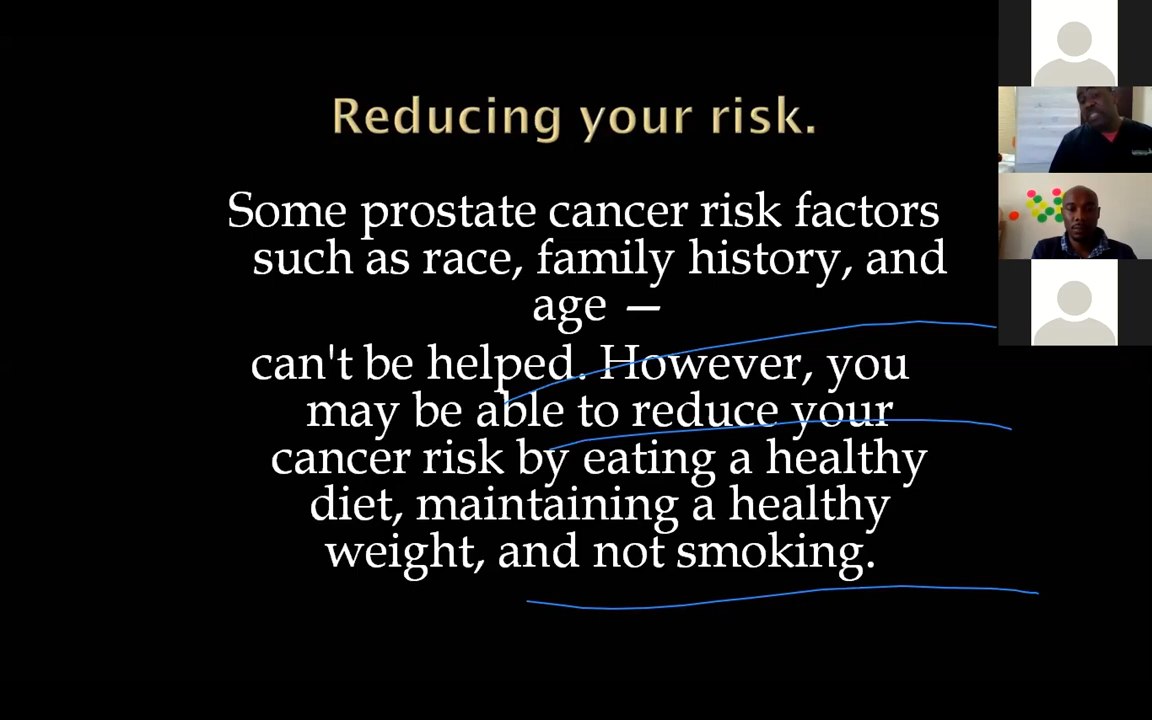 Reducing your risk.
Some prostate cancer risk factors
such as race, family history, and
age —
can't be helped. However, you
may be able to reduce your
cancer risk by eating a healthy
diet, maintaining a healthy
weight, and not smoking.